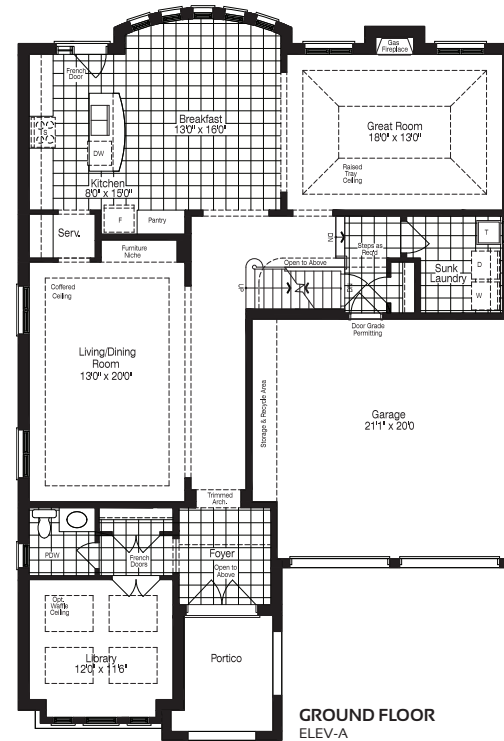 Gas
Fireplace
French
Door
Breakfast
13'0" x 16'0"
Great Room
18'0" x 13'0"
S
DW
Raised
Tray
Ceiling
Kitchen
8'0" x 15'0"
F
Pantry
Serv.
DN
Steps as
Req'd
T
Furniture
Niche
Open to Above
Sunk
Laundry
D
W
Coffered
Ceiling
UP
DN
Door Grade
Permitting
Living/Dining
Room
13'0" x 20'0"
Storage & Recycle Area
Garage
21'1" x 20'0
Trimmed
Arch.
PDW
French
Doors
Foyer
Open to
Above
Opt.
Waffle
Ceiling
Library
12'0" x 11'6"
Portico
GROUND FLOOR
ELEV-A